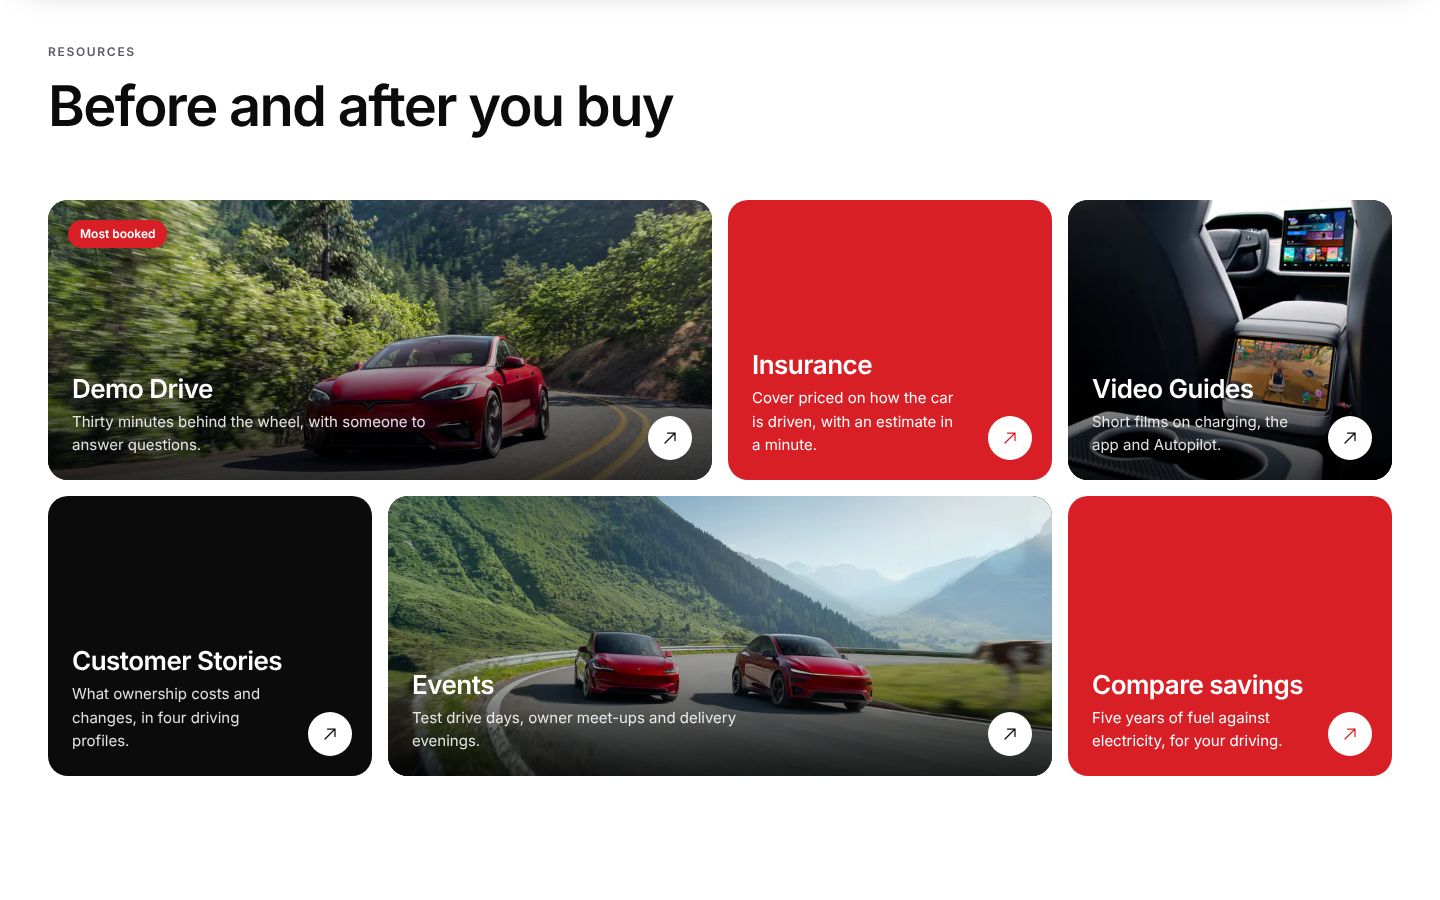 RESOURCES
Before and after you buy
Most booked
Demo Drive
Thirty minutes behind the wheel, with someone to
answer questions.
Insurance
Cover priced on how the car
is driven, with an estimate in
a minute.
Video Guides
Short films on charging, the
app and Autopilot.
Customer Stories
What ownership costs and
changes, in four driving
profiles.
Events
Test drive days, owner meet-ups and delivery
evenings.
Compare savings
Five years of fuel against
electricity, for your driving.